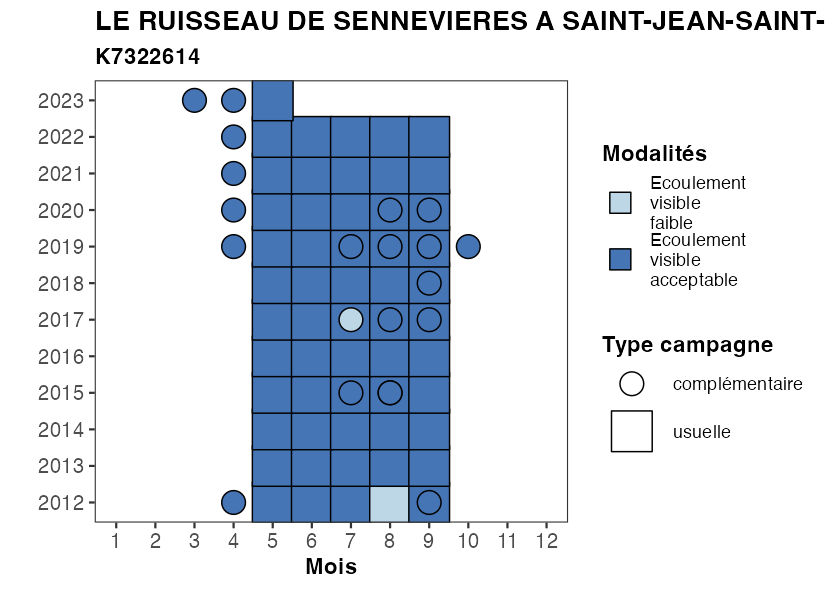 LE RUISSEAU DE SENNEVIERES A SAINT-JEAN-SAINT-
K7322614
2023
2022
2021
2020
2019
2018
2017
2016
2015
2014
2013
2012
1 2 3 4 5 6 7 8 9 10 11 12
Mois
Modalités
Ecoulement
visible
faible
Ecoulement
visible
acceptable
Type campagne
complémentaire
usuelle